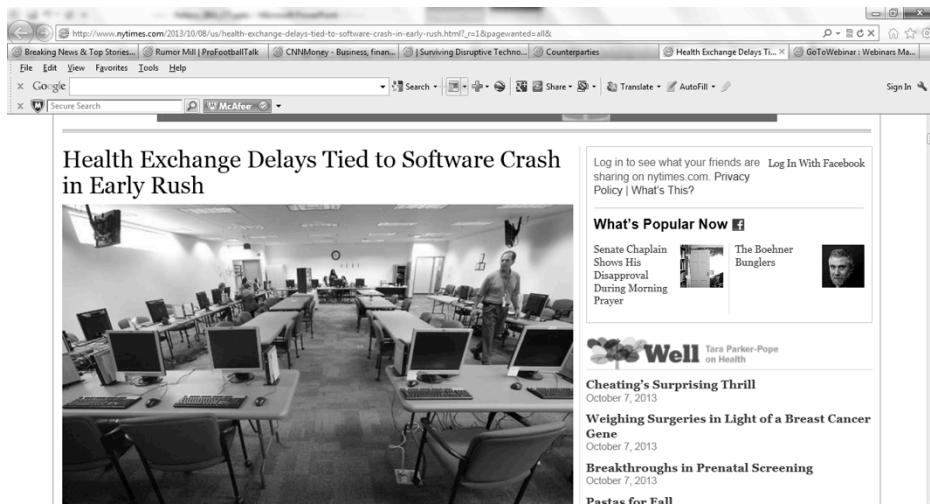 http://www.nytimes.com/2013/10/08/us/health-exchange-delays-tied-to-software-crash-in-early-rush.html?_r=1&pagewanted=all&
Breaking News & Top Stories... Rumor Mill | ProFootballTalk CNNMoney - Business, finan... Surviving Disruptive Techno... Counterparties Health Exchange Delays Ti... GoToWebinar : Webinars Ma...
File Edit View Favorites Tools Help
Google Search Share Translate AutoFill Sign In
Secure Search McAfee
Health Exchange Delays Tied to Software Crash
in Early Rush
Log in to see what your friends are
sharing on nytimes.com. Privacy
Policy | What's This?
Log In With Facebook
What's Popular Now
Senate Chaplain
Shows His
Disapproval
During Morning
Prayer
The Boehner
Bunglers
Well Tara Parker-Pope
on Health
Cheating's Surprising Thrill
October 7, 2013
Weighing Surgeries in Light of a Breast Cancer
Gene
October 7, 2013
Breakthroughs in Prenatal Screening
October 7, 2013
Pastas for Fall